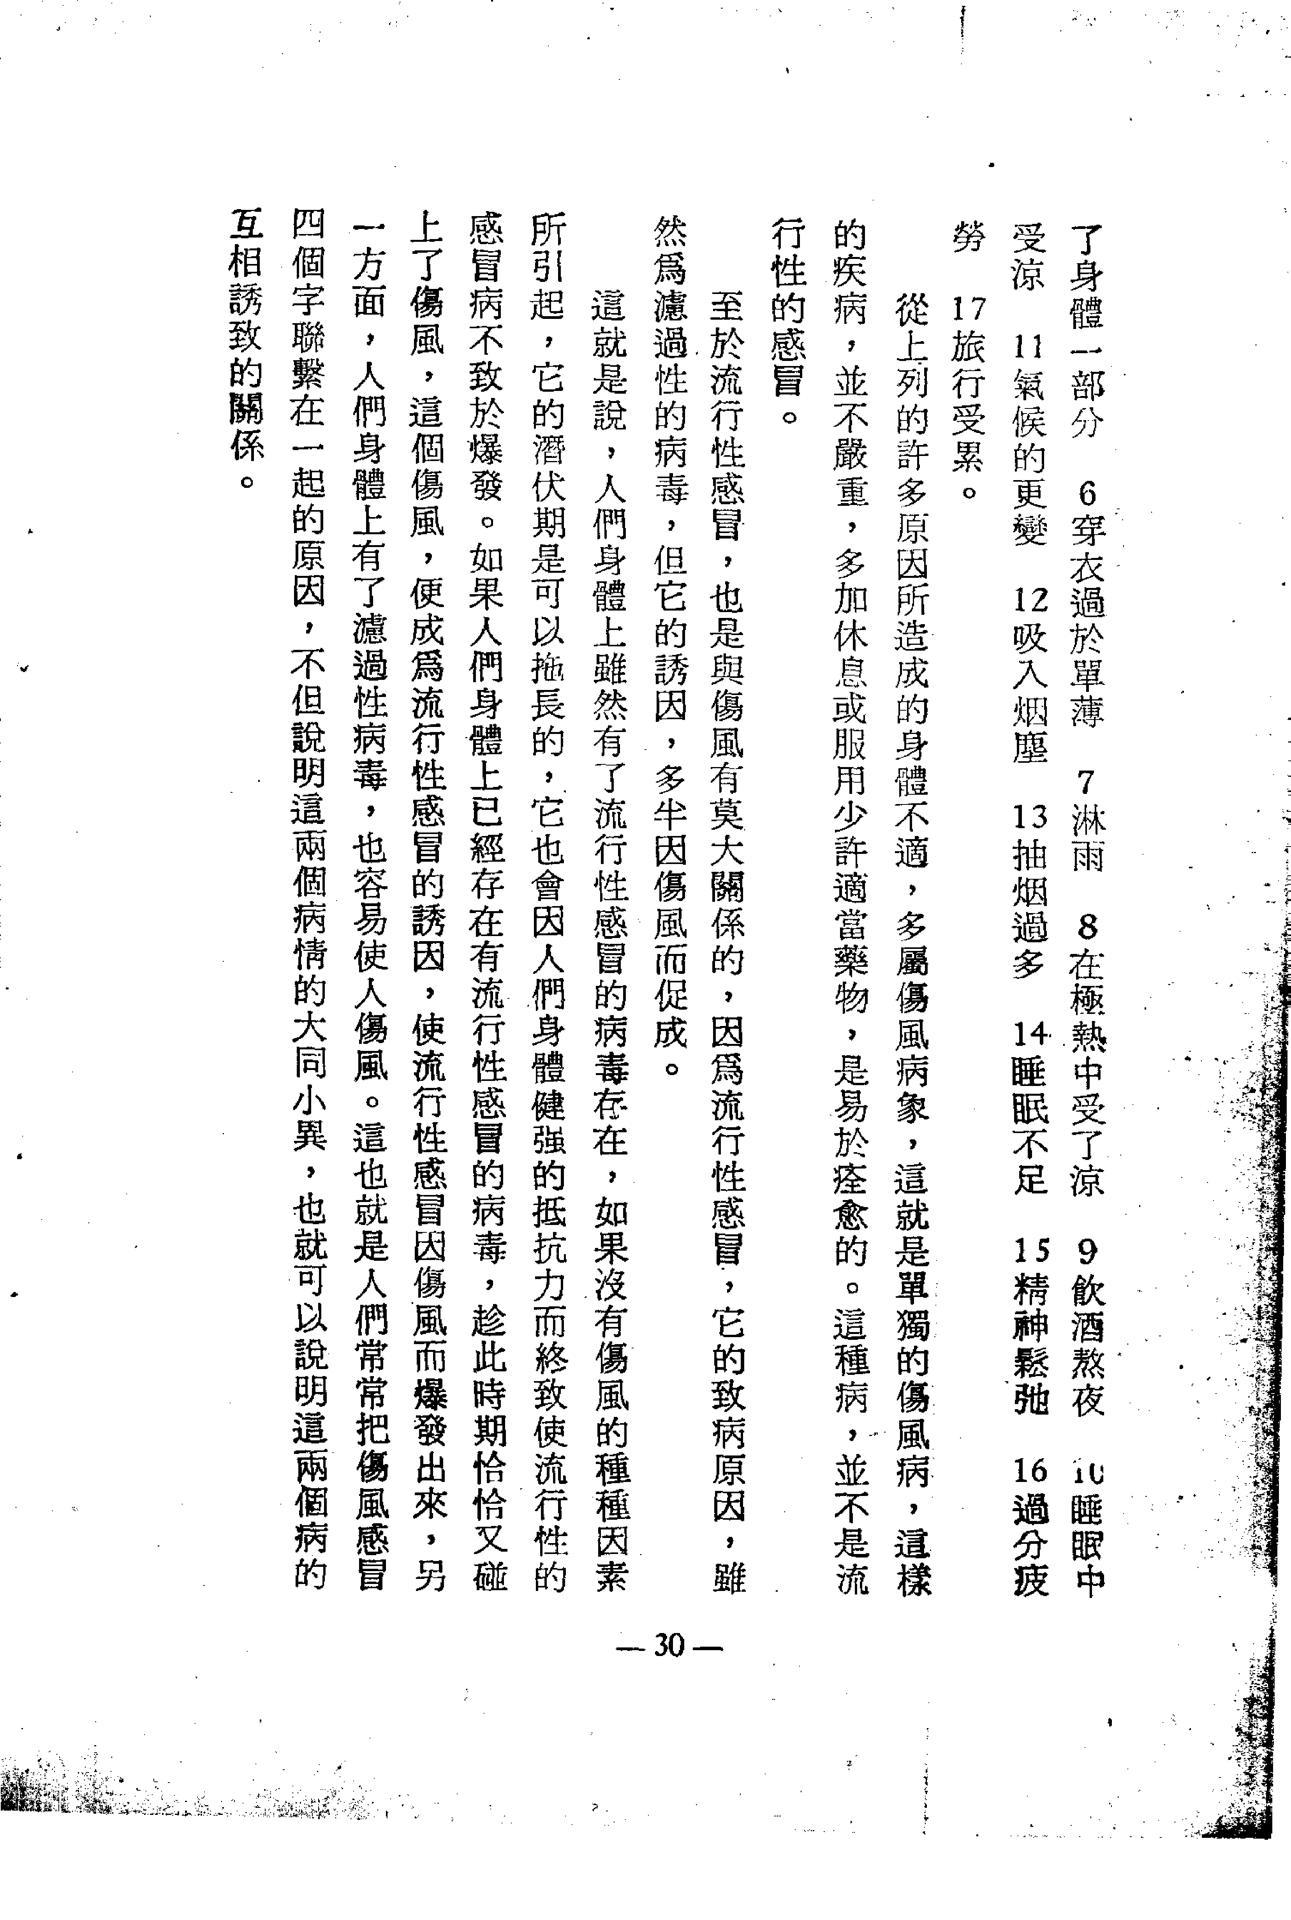 了身體一部分　6穿衣過於單薄　7淋雨　8在極熱中受了涼　9飲酒熬夜　10睡眠中
受涼　11氣候的更變　12吸入烟塵　13抽烟過多　14睡眠不足　15精神鬆弛　16過分疲
勞　17旅行受累。
從上列的許多原因所造成的身體不適，多屬傷風病象，這就是單獨的傷風病，這樣
的疾病，並不嚴重，多加休息或服用少許適當藥物，是易於痊愈的。這種病，並不是流
行性的感冒。
至於流行性感冒，也是與傷風有莫大關係的，因爲流行性感冒，它的致病原因，雖
然爲濾過性的病毒，但它的誘因，多半因傷風而促成。
這就是說，人們身體上雖然有了流行性感冒的病毒存在，如果沒有傷風的種種因素
所引起，它的濳伏期是可以拖長的，它也會因人們身體健强的抵抗力而終致使流行性的
感冒病不致於爆發。如果人們身體上已經存在有流行性感冒的病毒，趁此時期恰恰又碰
上了傷風，這個傷風，便成爲流行性感冒的誘因，使流行性感冒因傷風而爆發出來，另
一方面，人們身體上有了濾過性病毒，也容易使人傷風。這也就是人們常常把傷風感冒
四個字聯繫在一起的原因，不但說明這兩個病情的大同小異，也就可以說明這兩個病的
互相誘致的關係。
— 30 —